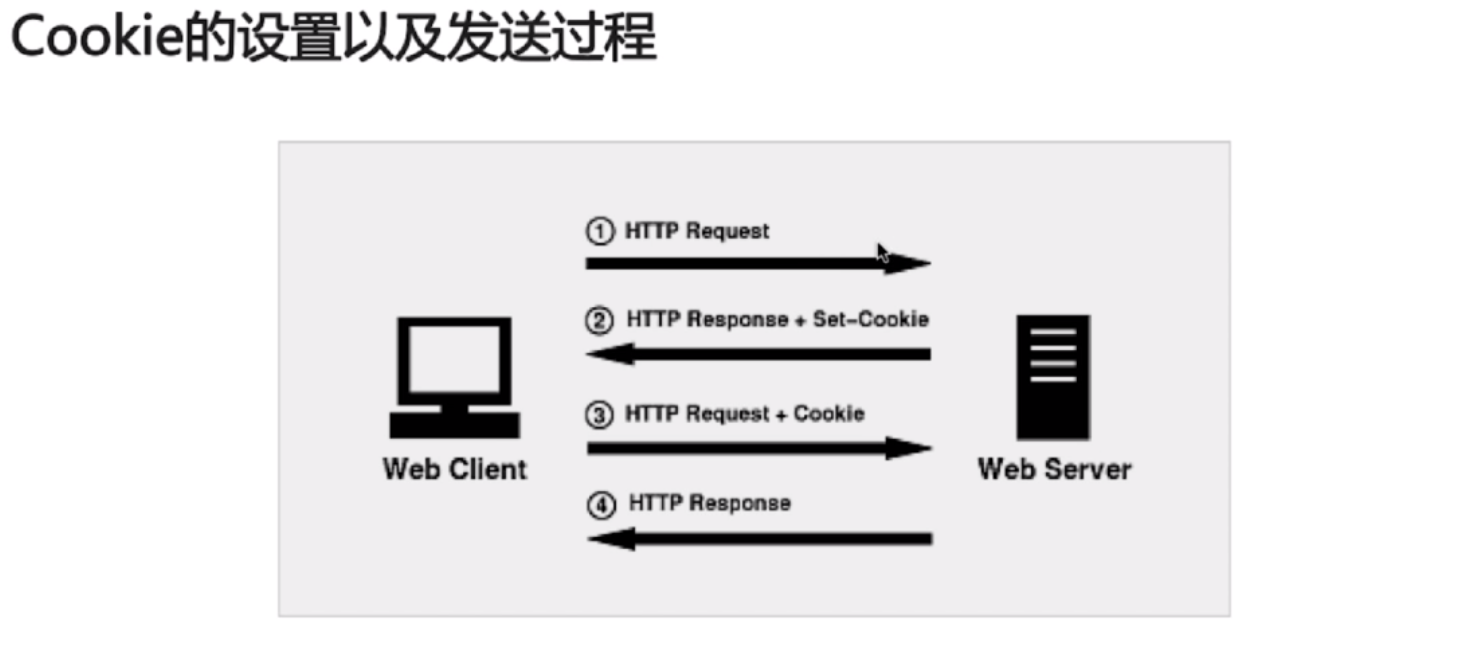 Cookie的设置以及发送过程
① HTTP Request
② HTTP Response + Set-Cookie
③ HTTP Request + Cookie
④ HTTP Response
Web Client
Web Server